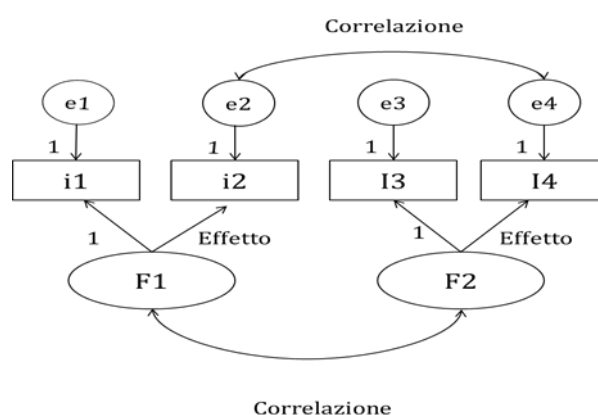 Correlazione
e1 e2 e3 e4
1 1 1 1
i1 i2 I3 I4
1 Effetto 1 Effetto
F1 F2
Correlazione